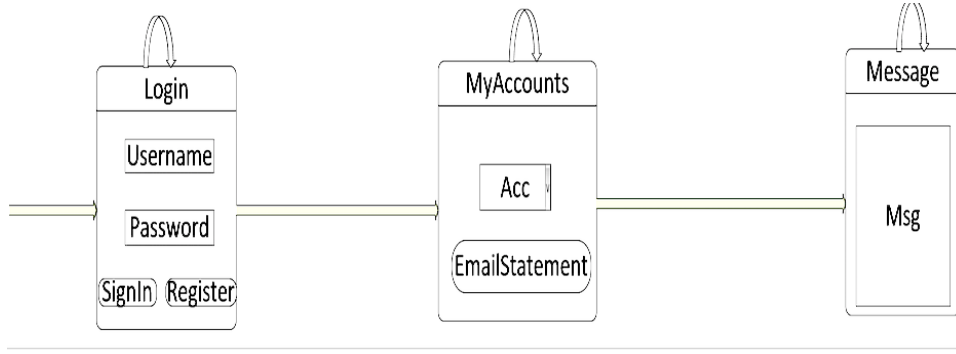 Login
Username
Password
SignIn Register
MyAccounts
Acc
EmailStatement
Message
Msg